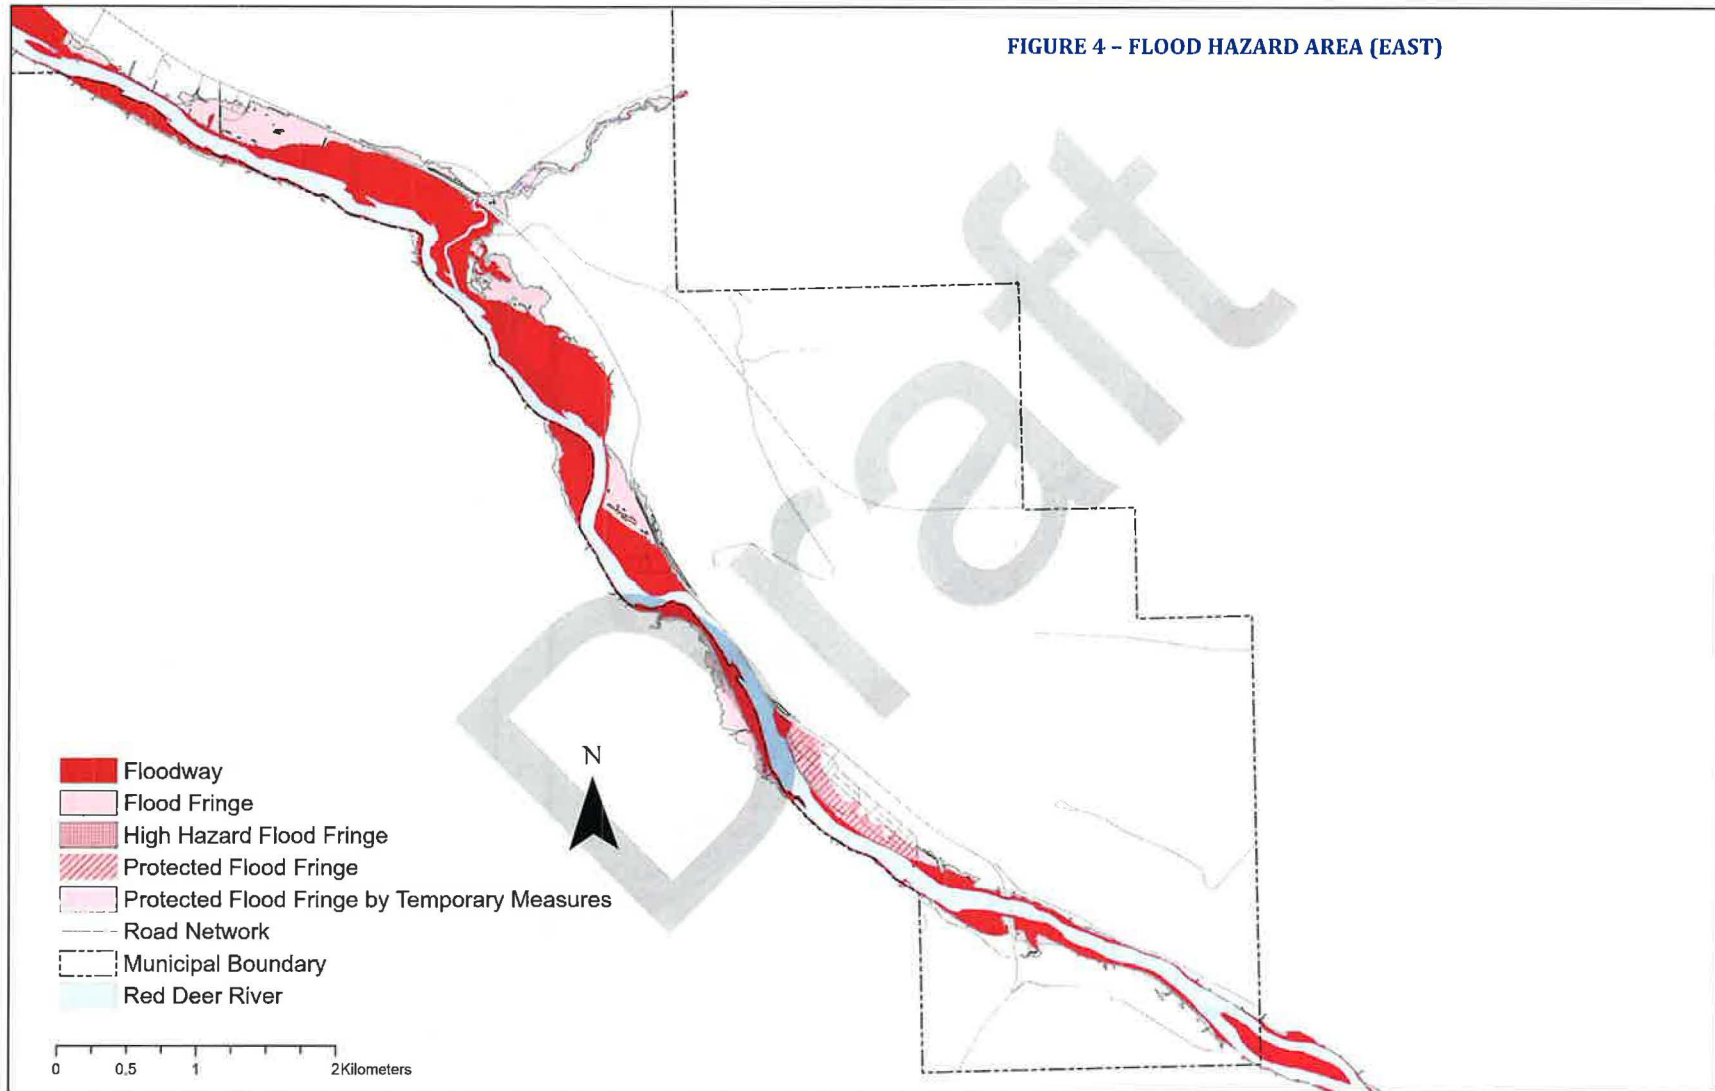 FIGURE 4 – FLOOD HAZARD AREA (EAST)
Draft
N
Floodway
Flood Fringe
High Hazard Flood Fringe
Protected Flood Fringe
Protected Flood Fringe by Temporary Measures
Road Network
Municipal Boundary
Red Deer River
0 0.5 1 2Kilometers